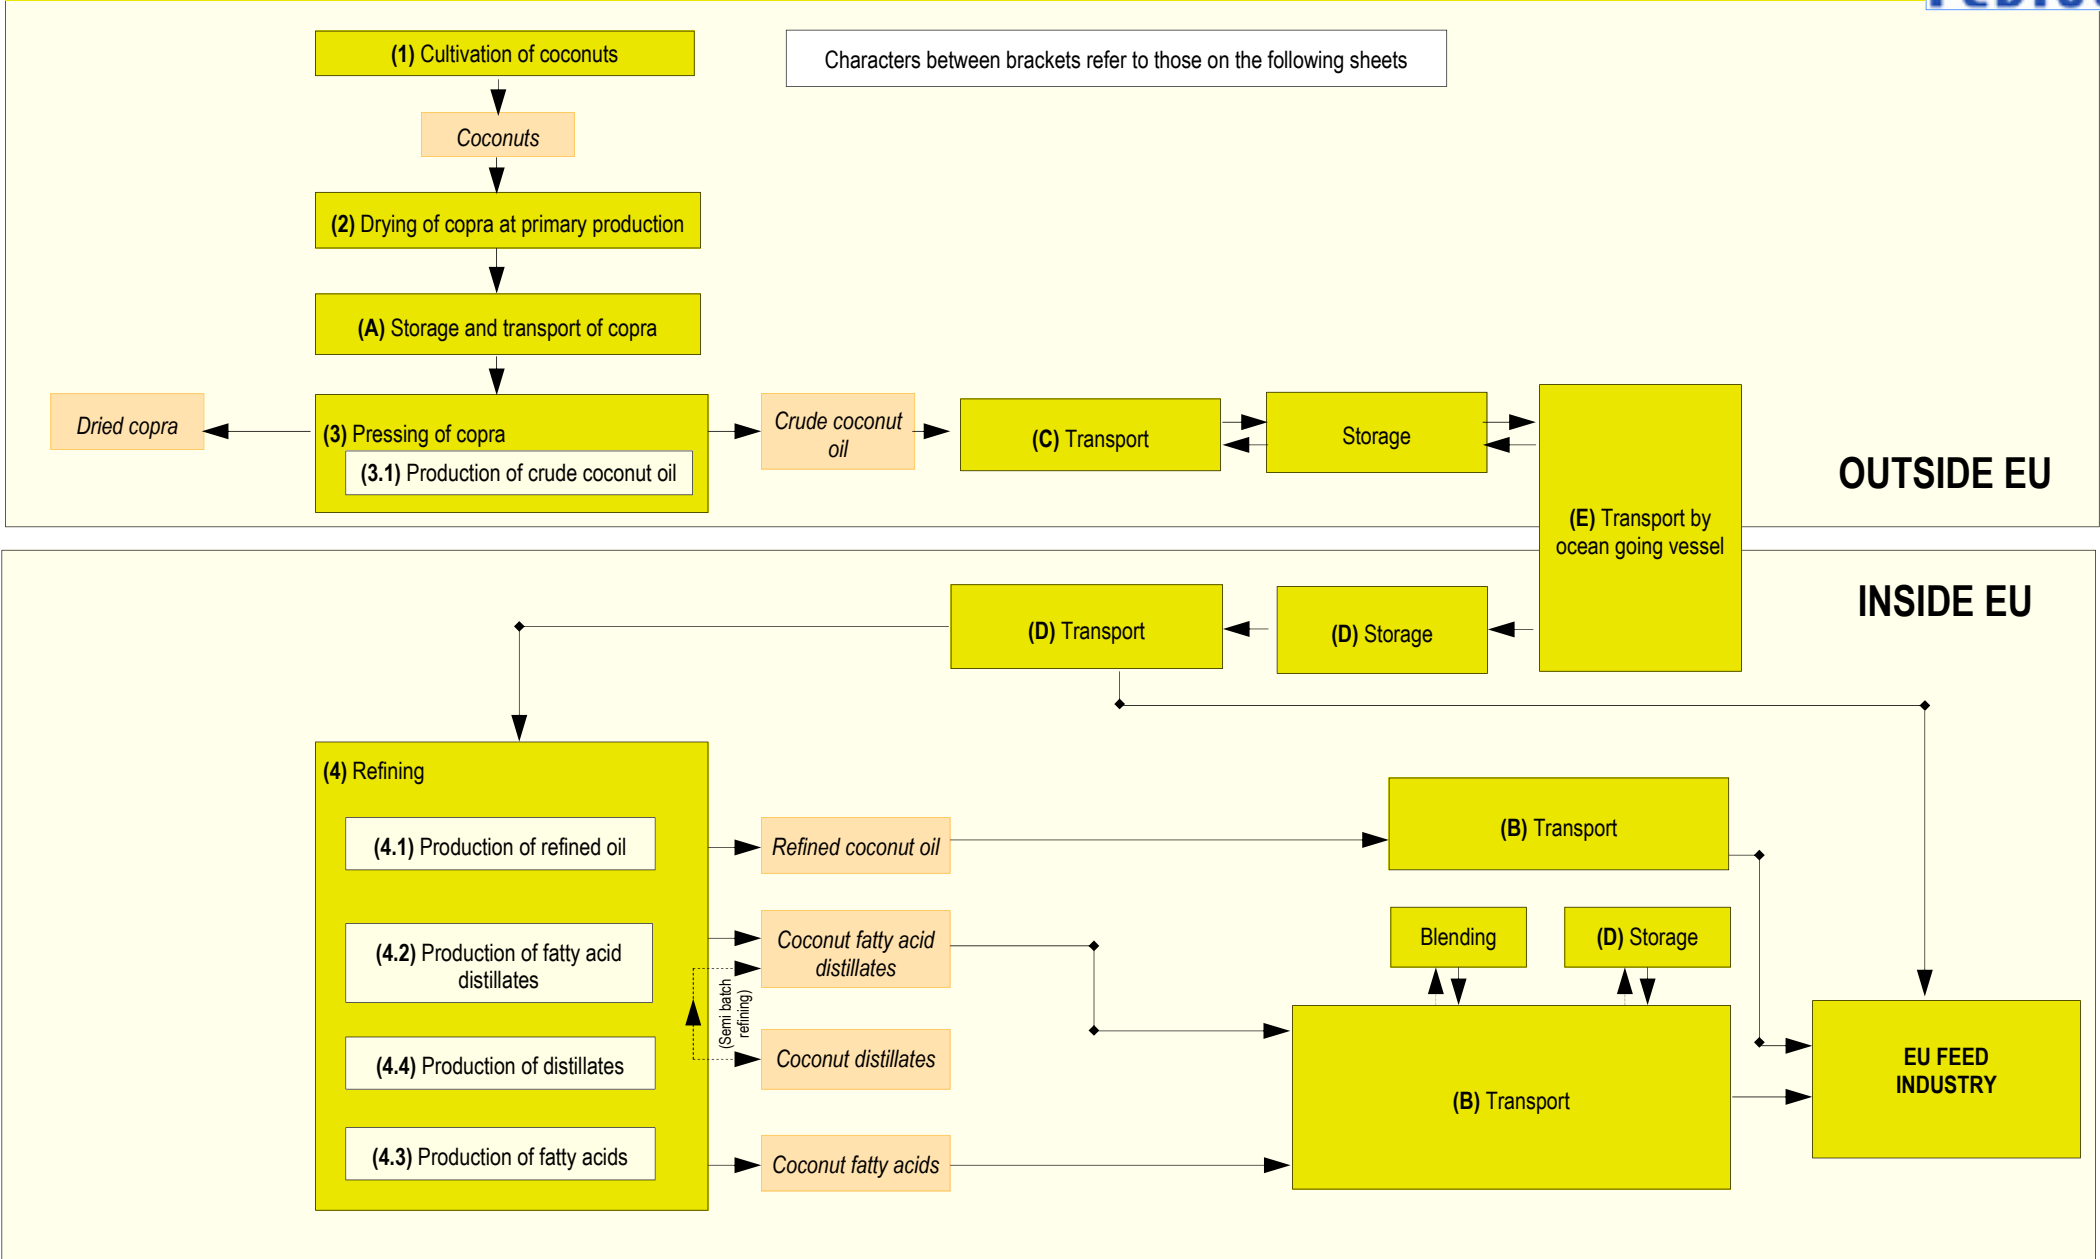 (1) Cultivation of coconuts
Characters between brackets refer to those on the following sheets
Coconuts
(2) Drying of copra at primary production
(A) Storage and transport of copra
Dried copra
(3) Pressing of copra
(3.1) Production of crude coconut oil
Crude coconut
oil
(C) Transport
Storage
OUTSIDE EU
(E) Transport by
ocean going vessel
INSIDE EU
(D) Transport
(D) Storage
(4) Refining
(4.1) Production of refined oil
Refined coconut oil
(B) Transport
(4.2) Production of fatty acid
distillates
Coconut fatty acid
distillates
Blending
(D) Storage
(Semi batch
refining)
(4.4) Production of distillates
Coconut distillates
(B) Transport
EU FEED
INDUSTRY
(4.3) Production of fatty acids
Coconut fatty acids